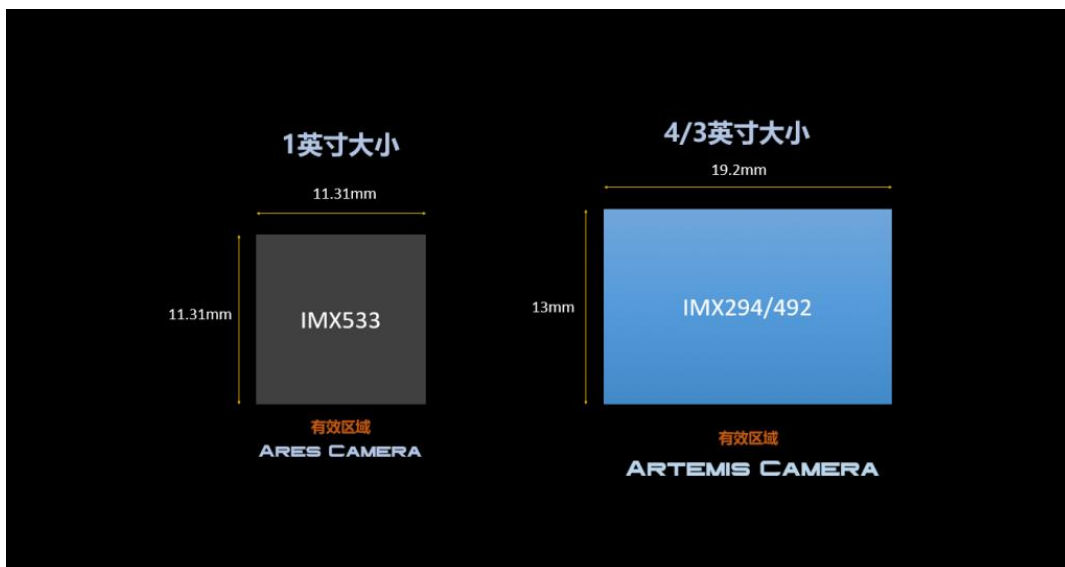 1英寸大小
11.31mm
11.31mm
IMX533
有效区域
ARES CAMERA
4/3英寸大小
19.2mm
13mm
IMX294/492
有效区域
ARTEMIS CAMERA